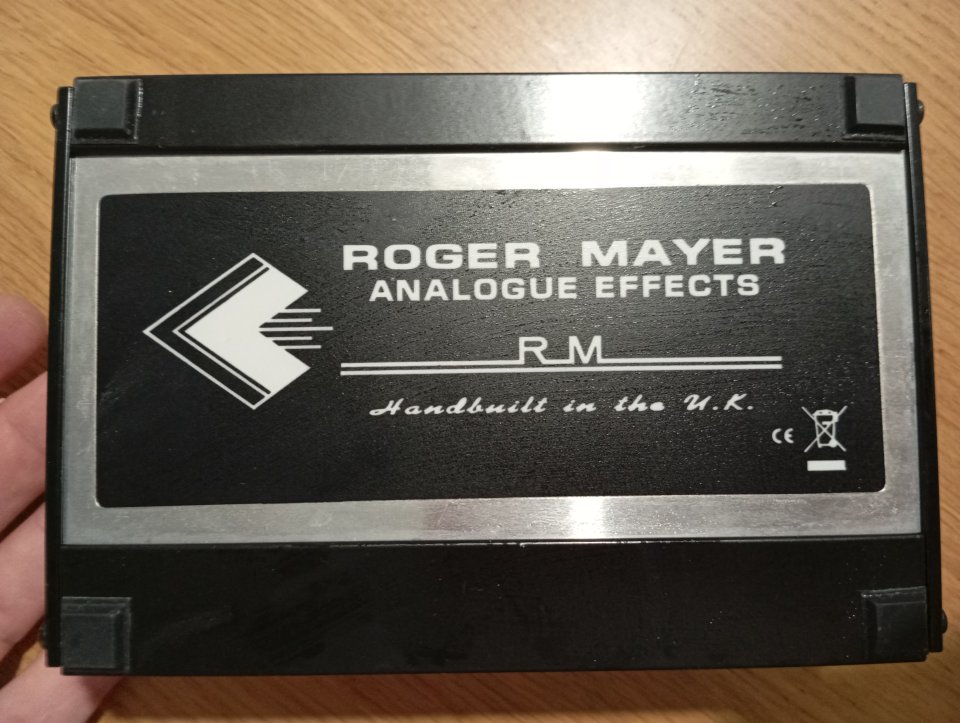 ROGER MAYER
ANALOGUE EFFECTS
RM
Handbuilt in the U.K.
CE